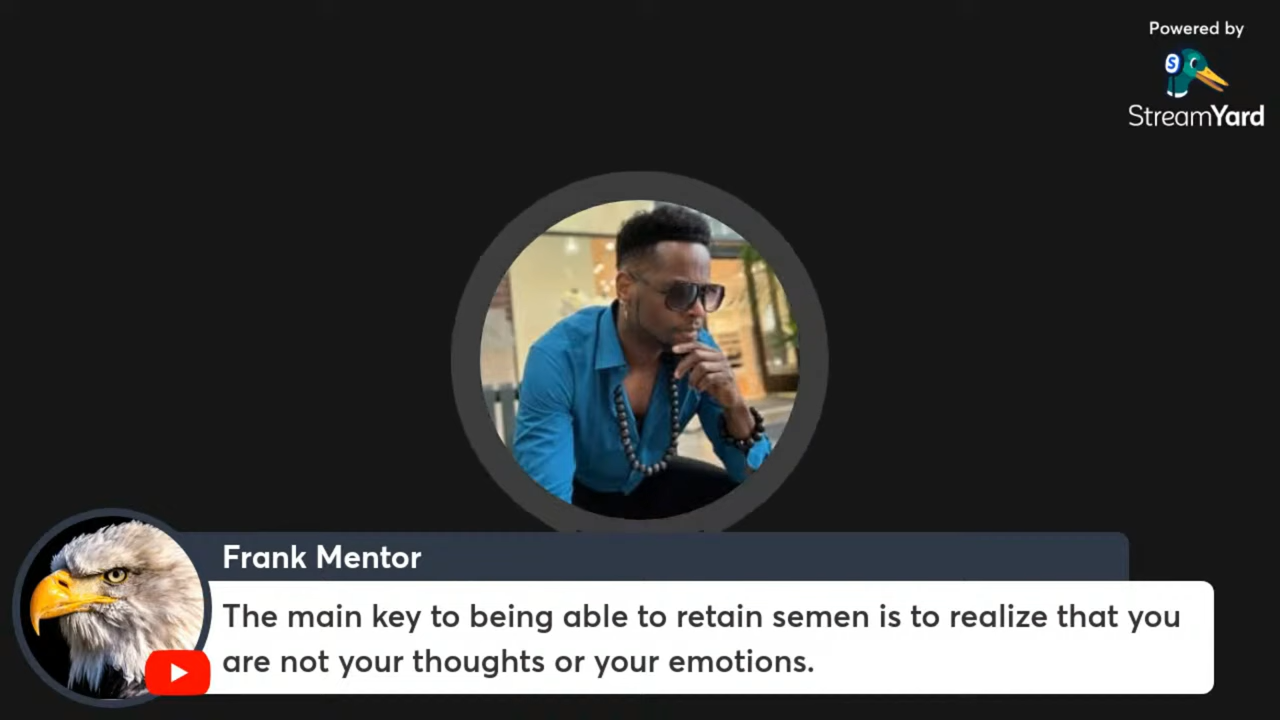 Powered by
S
StreamYard
Frank Mentor
The main key to being able to retain semen is to realize that you
are not your thoughts or your emotions.